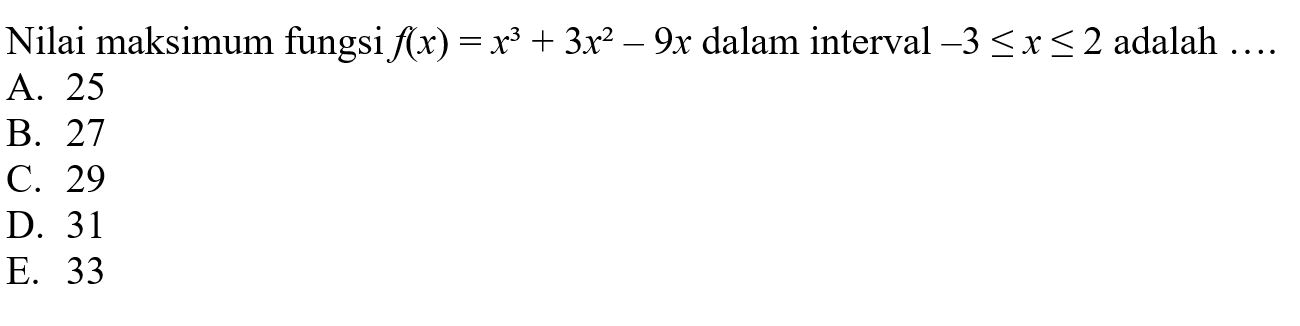 Nilai maksimum fungsi f(x) = x³ + 3x² – 9x dalam interval –3 ≤ x ≤ 2 adalah ….
A. 25
B. 27
C. 29
D. 31
E. 33